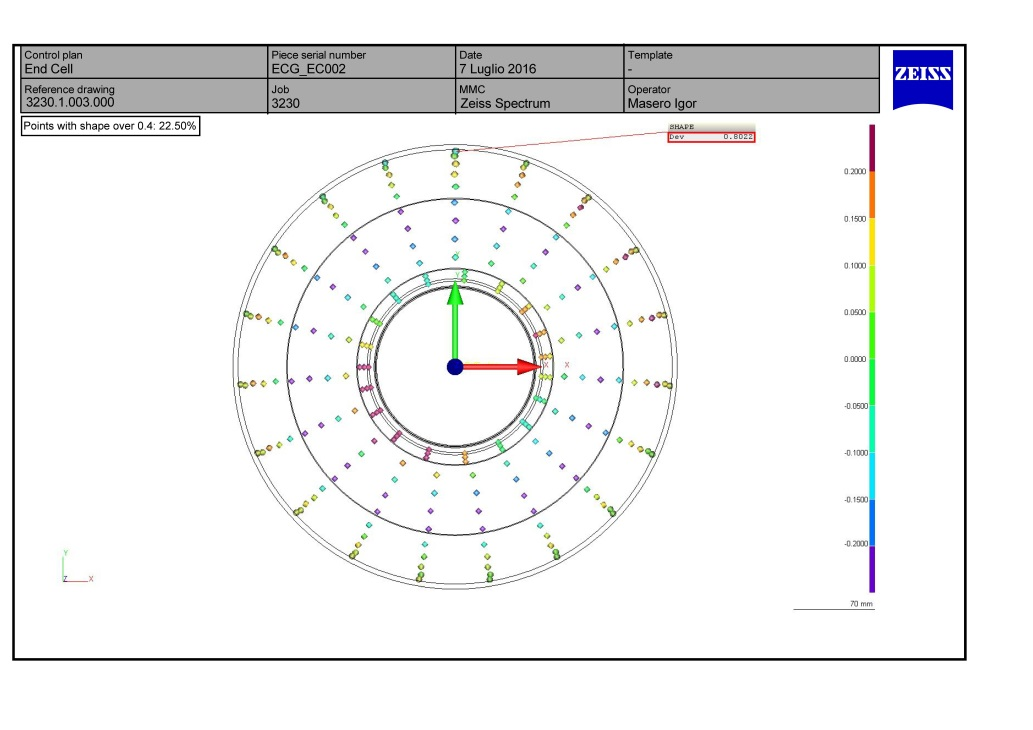 Control plan
End Cell
Piece serial number
ECG_EC002
Date
7 Luglio 2016
Template
-
ZEISS
Reference drawing
3230.1.003.000
Job
3230
MMC
Zeiss Spectrum
Operator
Masero Igor
Points with shape over 0.4: 22.50%
SHAPE
Dev 0.8022
0.2000
0.1500
0.1000
0.0500
0.0000
-0.0500
-0.1000
-0.1500
-0.2000
Y
Y
X X
Y
Z X
70 mm